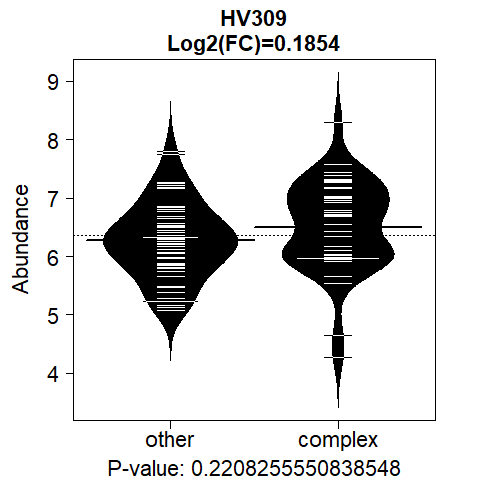 HV309
Log2(FC)=0.1854
Abundance
9
8
7
6
5
4
other complex
P-value: 0.2208255550838548